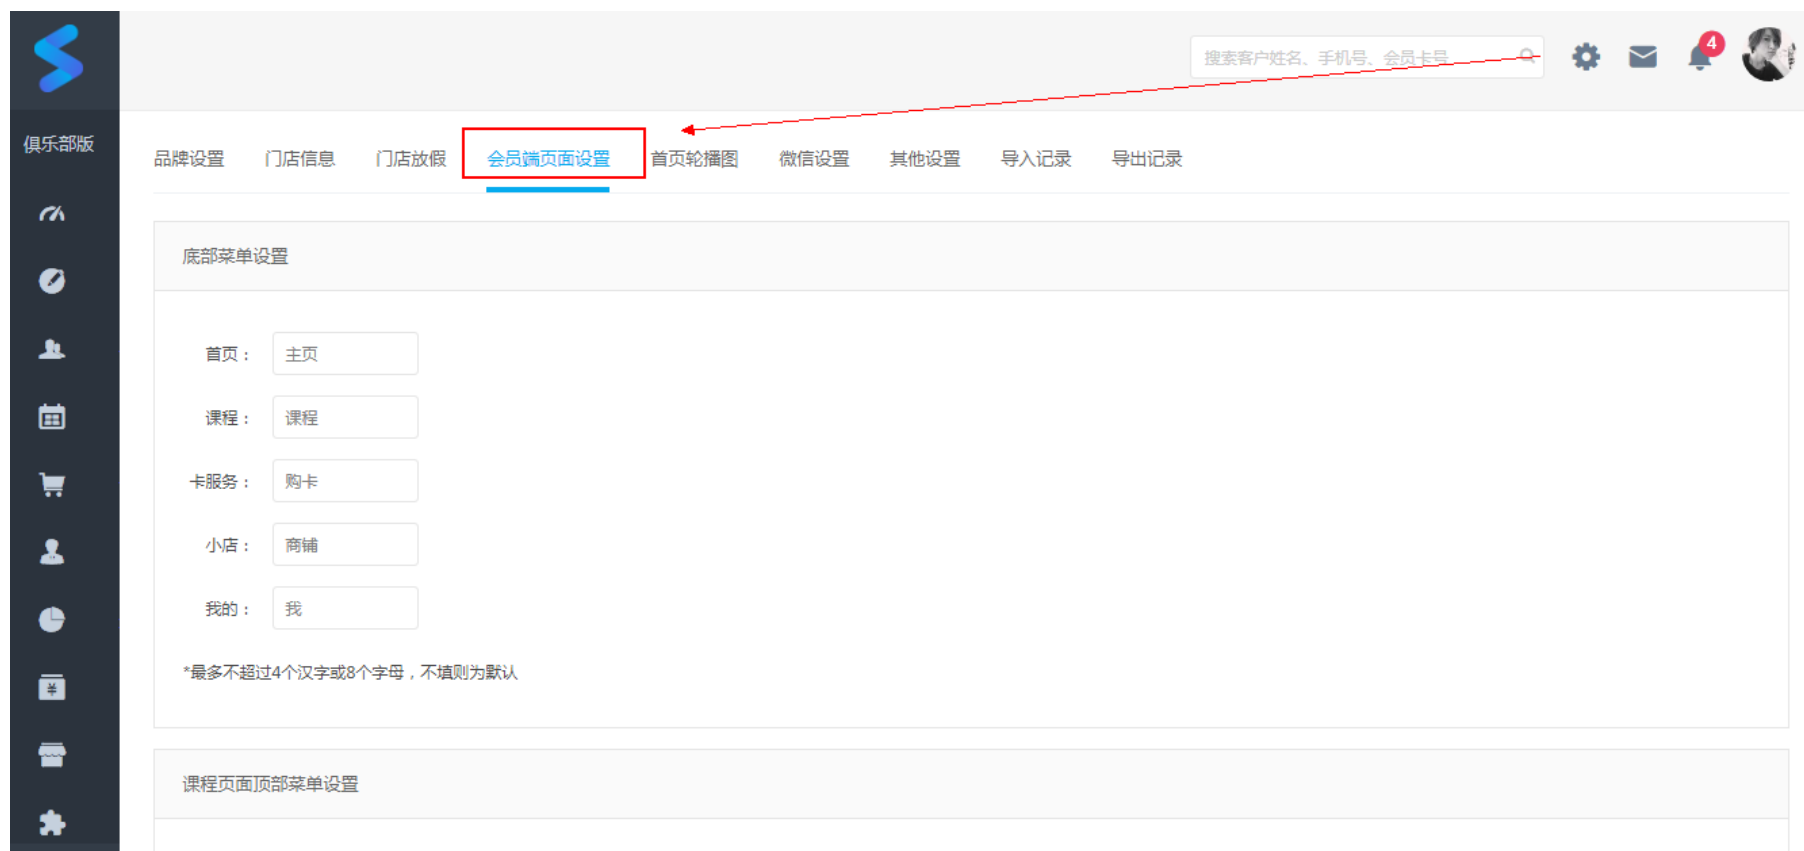 搜索客户姓名、手机号、会员卡号
4
俱乐部版
品牌设置 门店信息 门店放假 会员端页面设置 首页轮播图 微信设置 其他设置 导入记录 导出记录
底部菜单设置
首页： 主页
课程： 课程
卡服务： 购卡
小店： 商铺
我的： 我
*最多不超过4个汉字或8个字母，不填则为默认
¥
课程页面顶部菜单设置